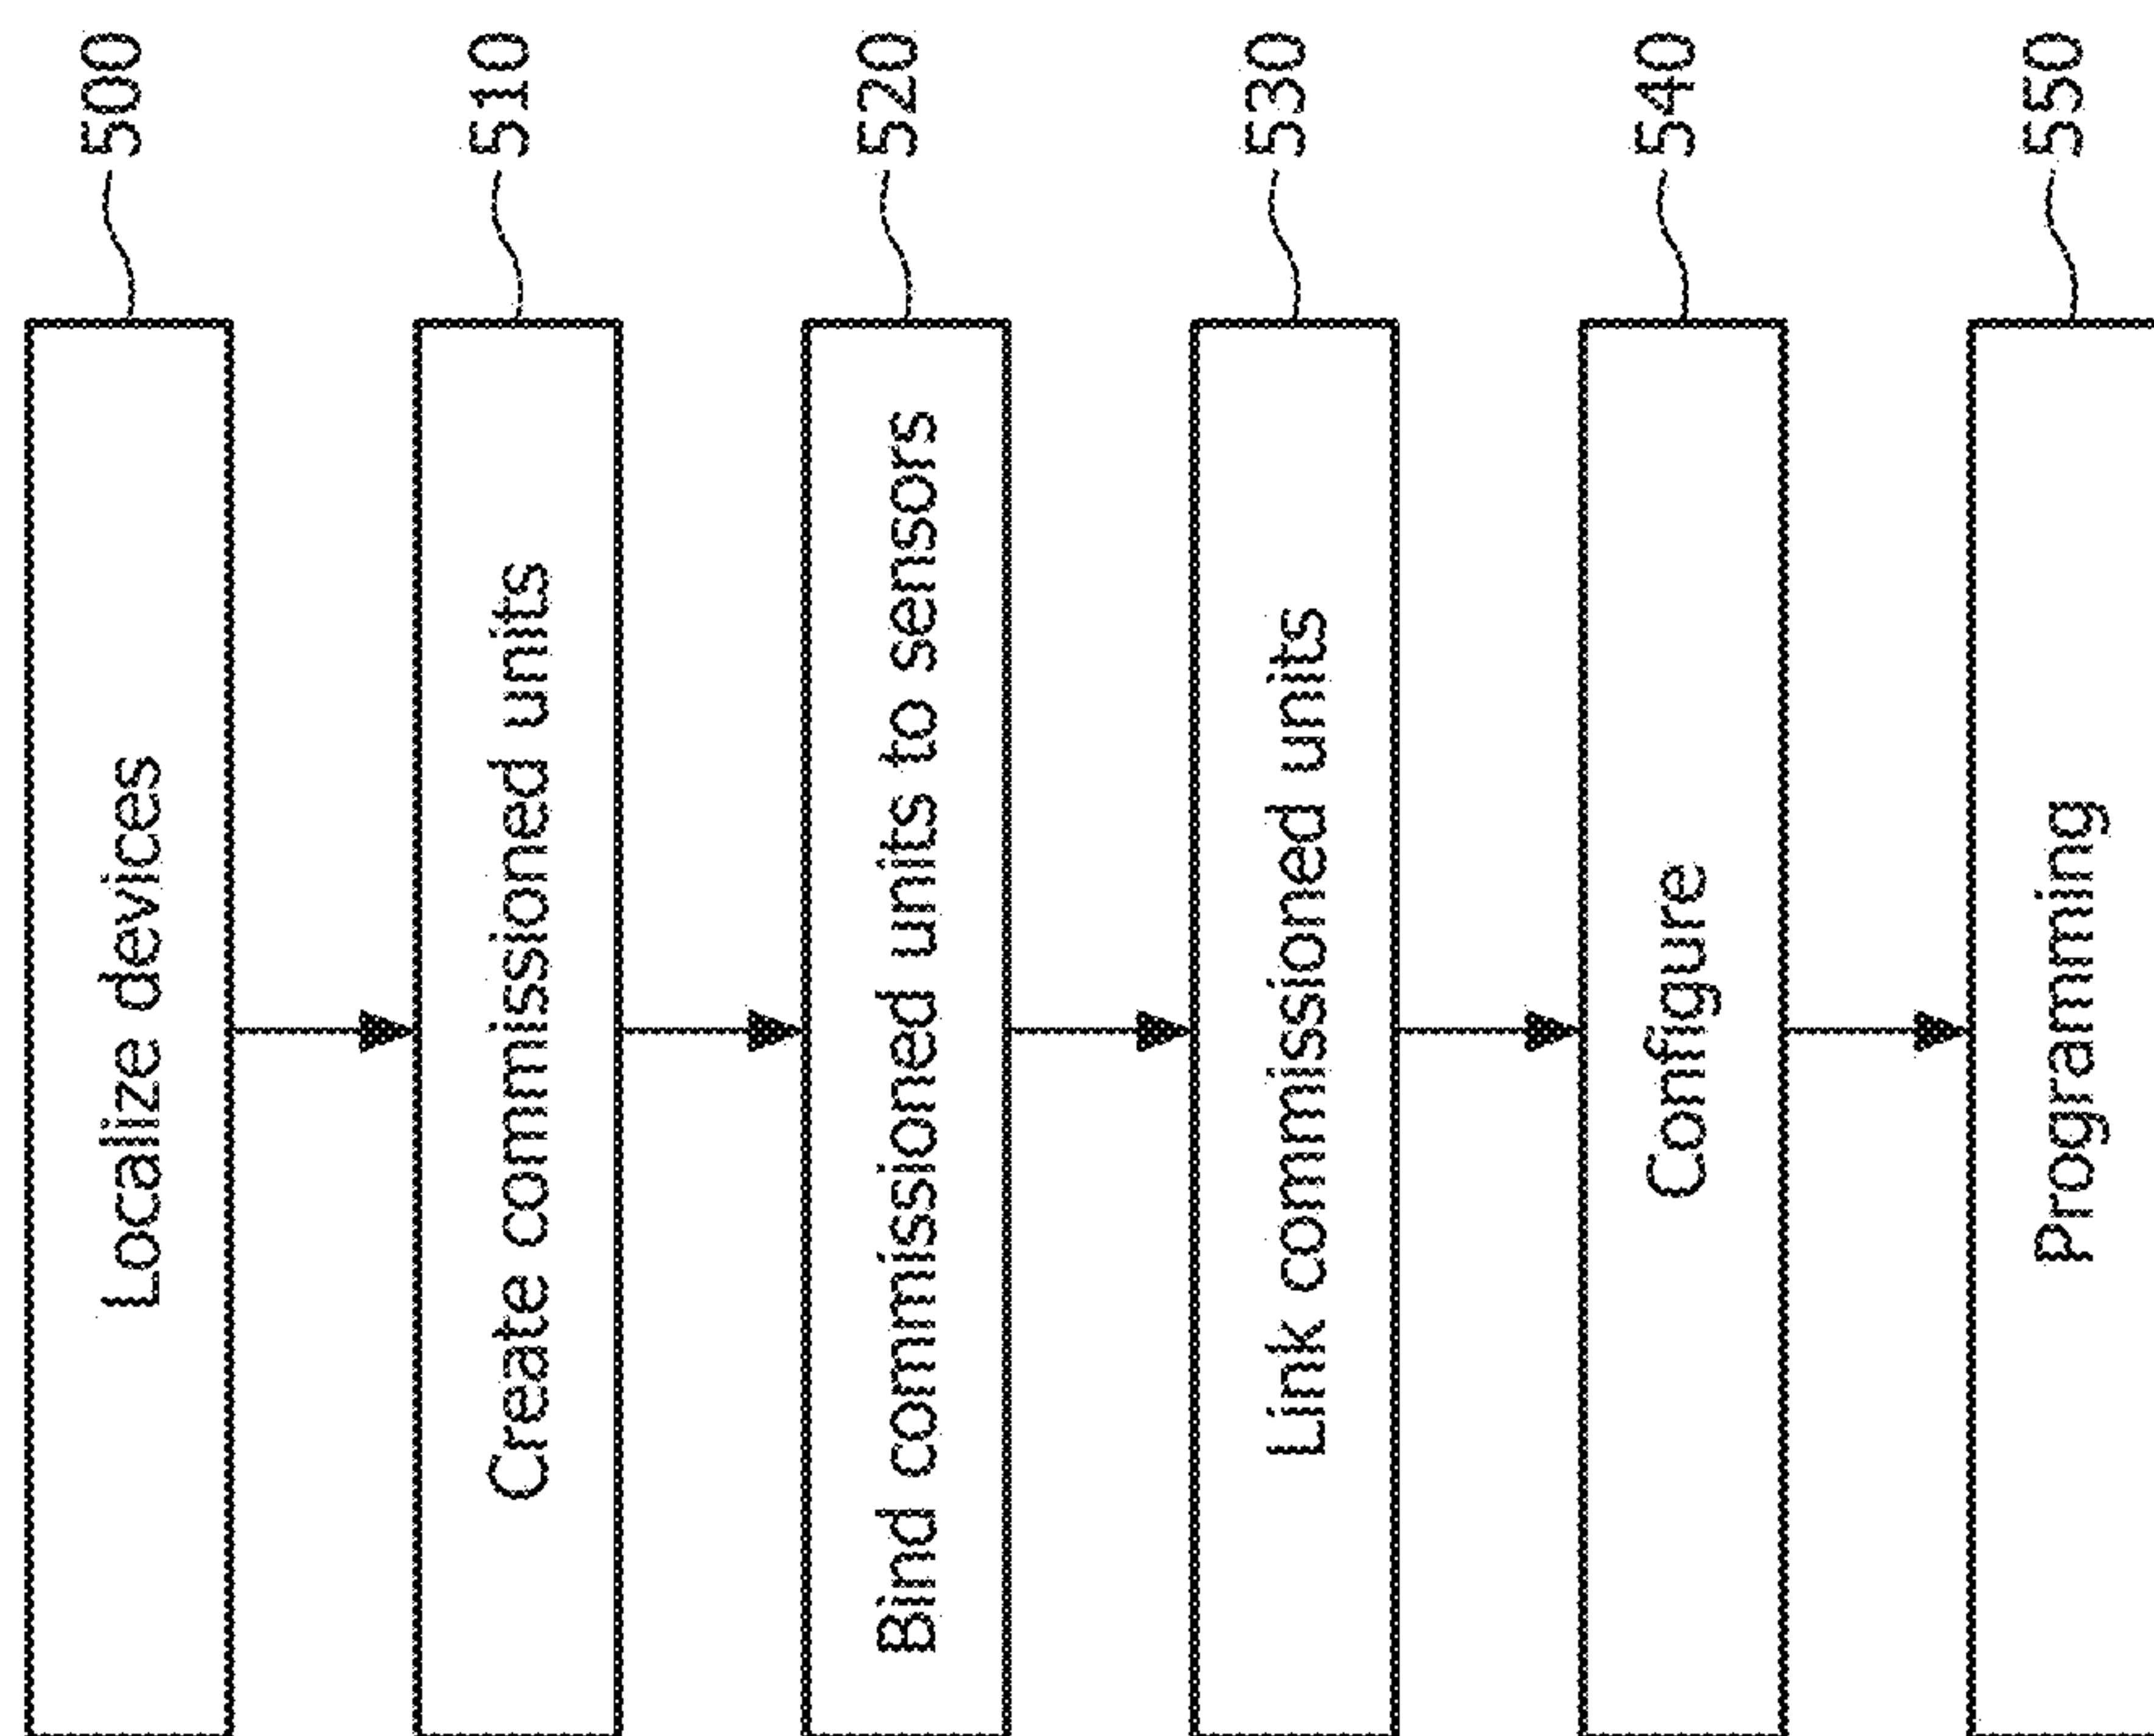 Localize devices
500
Create commissioned units
510
Bind commissioned units to sensors
520
Link commissioned units
530
Configure
540
Programming
550